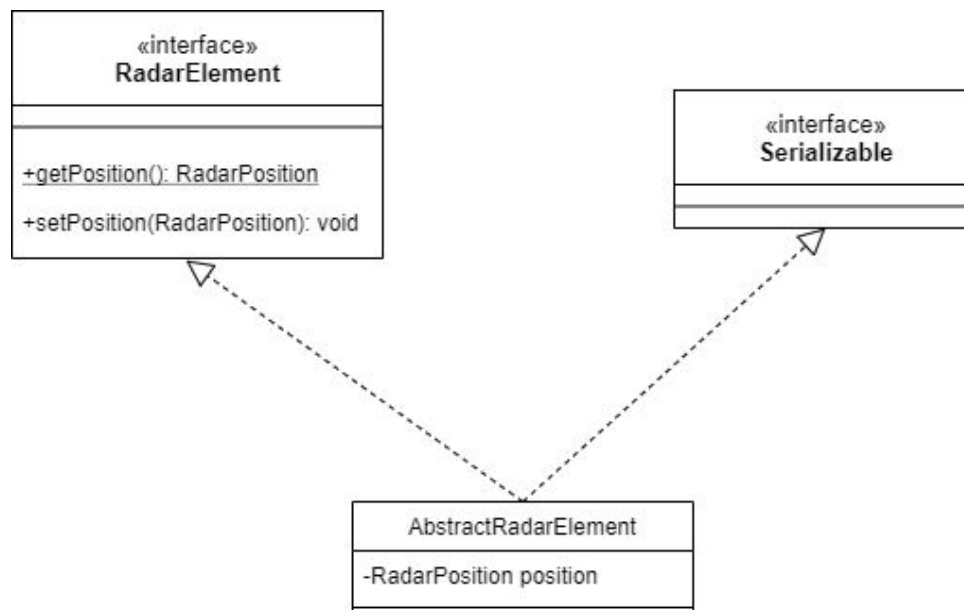 «interface»
RadarElement
+getPosition(): RadarPosition
+setPosition(RadarPosition): void
«interface»
Serializable
AbstractRadarElement
-RadarPosition position